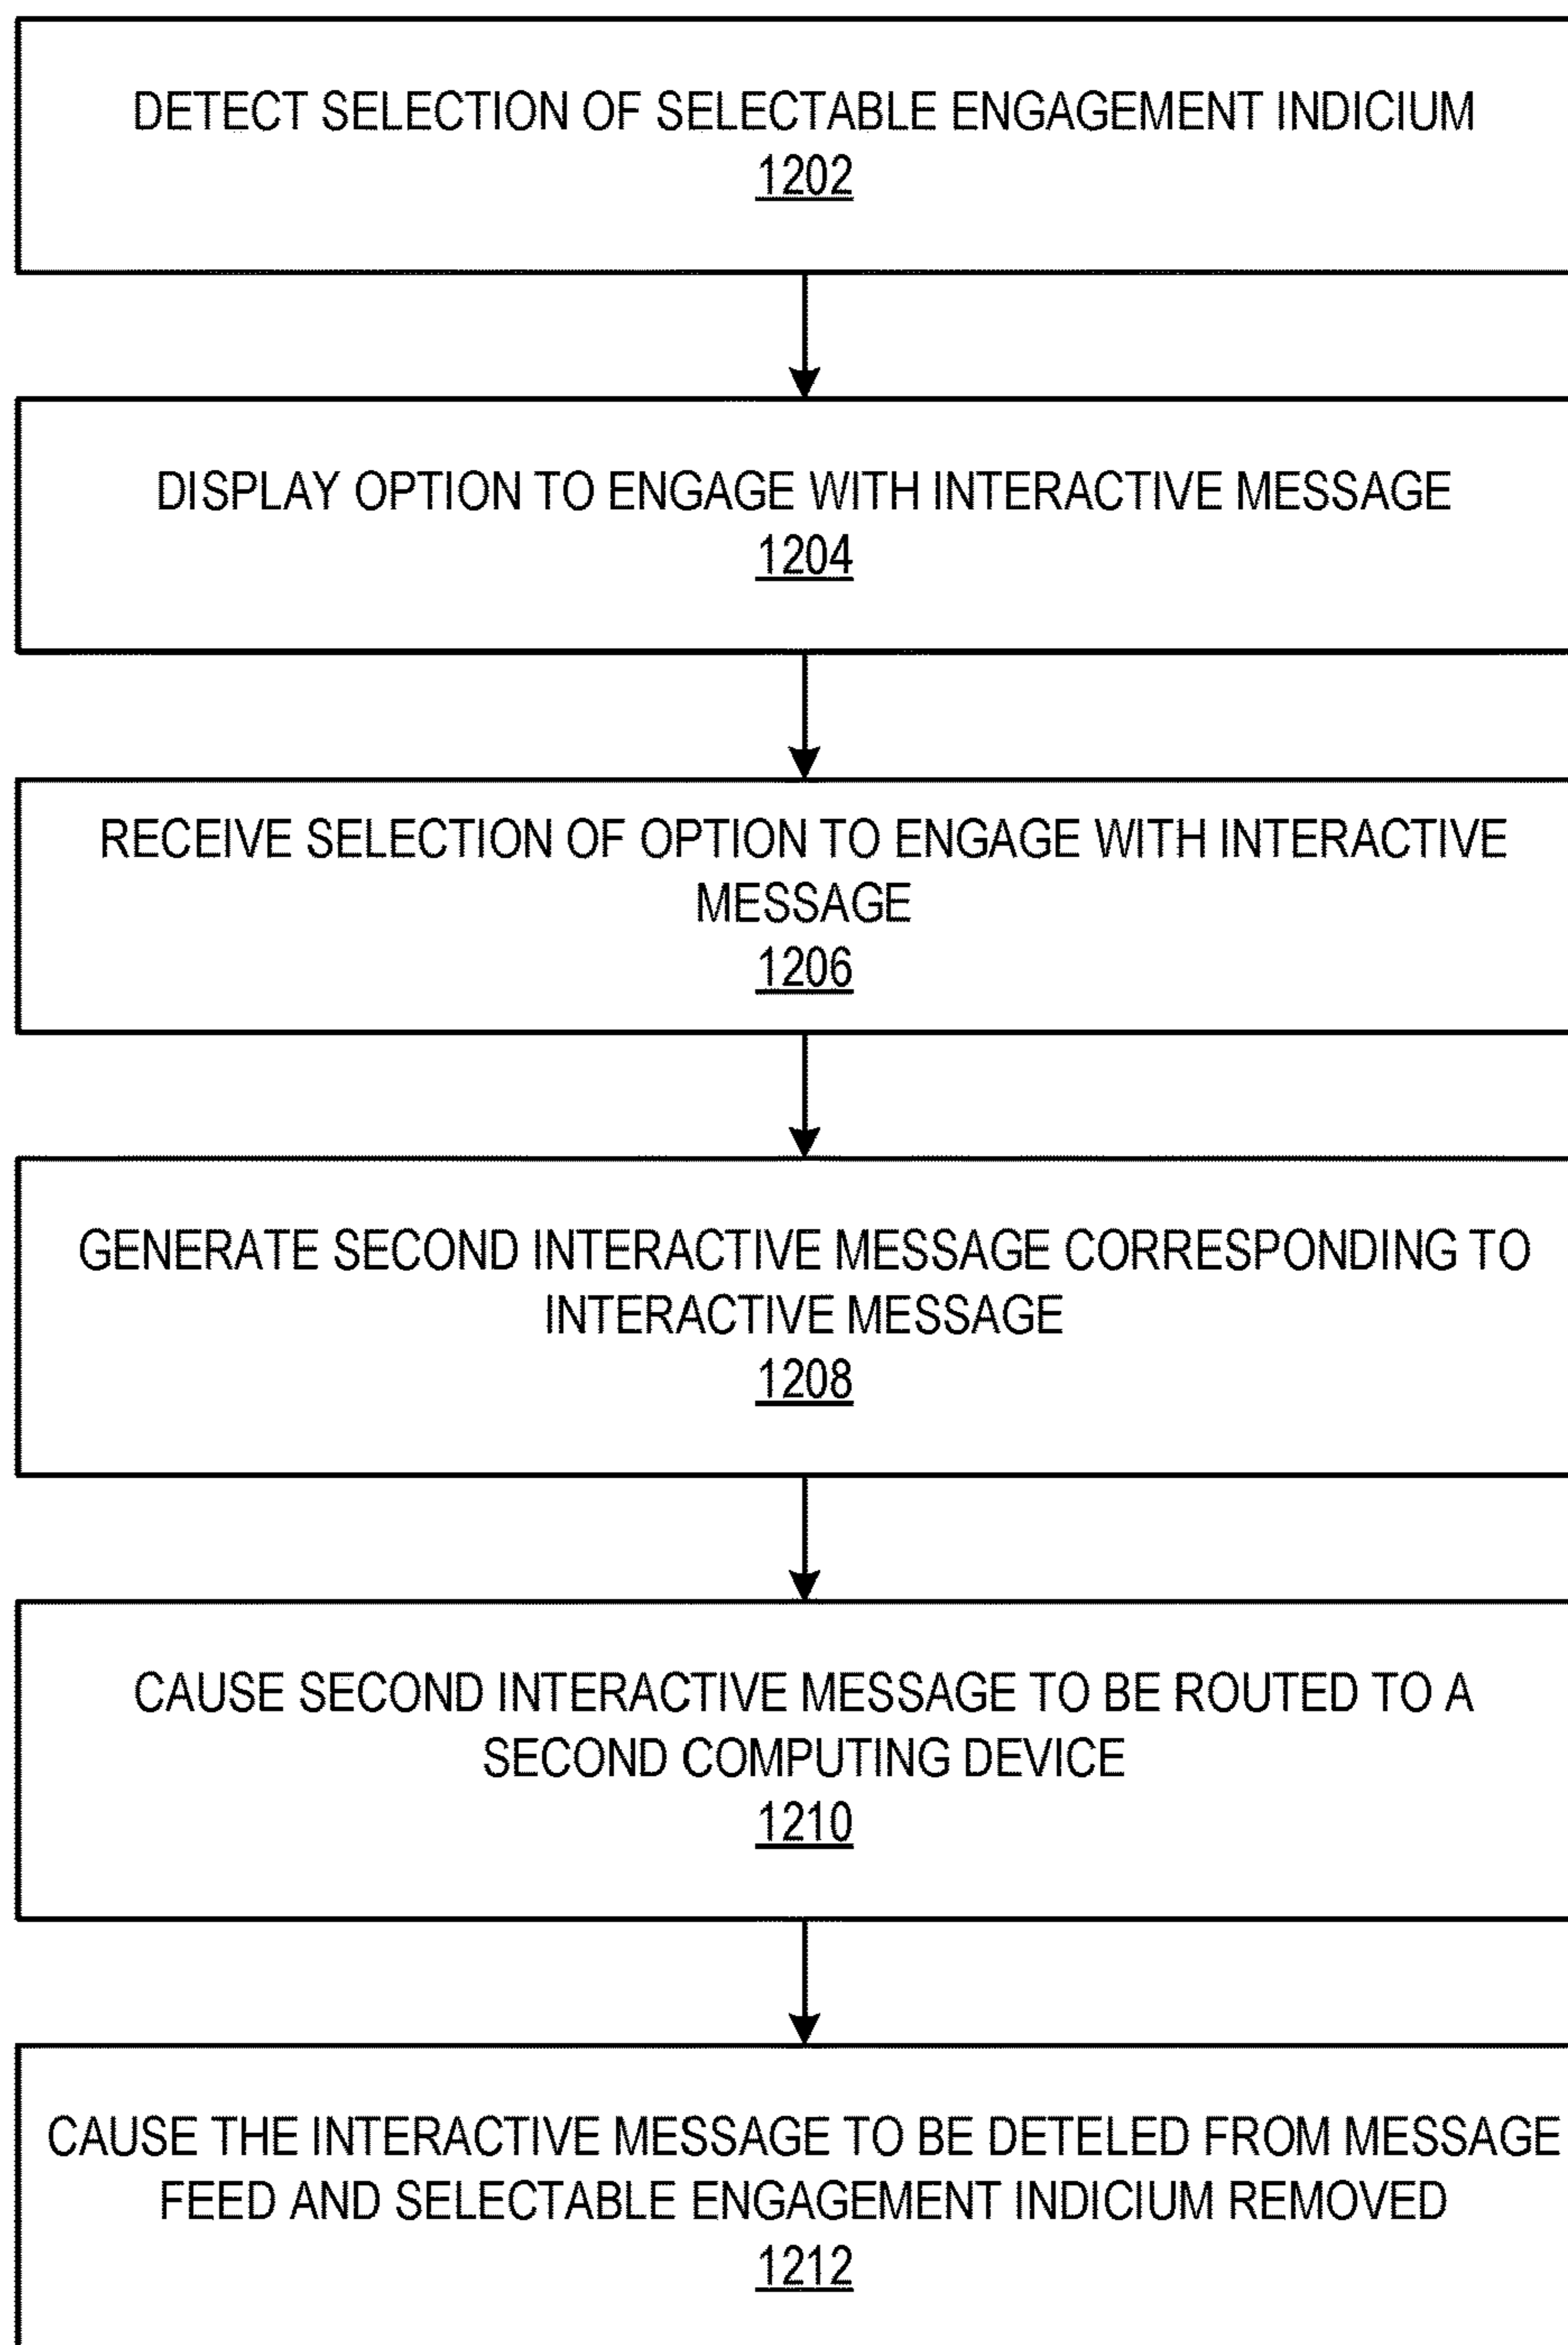 DETECT SELECTION OF SELECTABLE ENGAGEMENT INDICIUM
1202
DISPLAY OPTION TO ENGAGE WITH INTERACTIVE MESSAGE
1204
RECEIVE SELECTION OF OPTION TO ENGAGE WITH INTERACTIVE
MESSAGE
1206
GENERATE SECOND INTERACTIVE MESSAGE CORRESPONDING TO
INTERACTIVE MESSAGE
1208
CAUSE SECOND INTERACTIVE MESSAGE TO BE ROUTED TO A
SECOND COMPUTING DEVICE
1210
CAUSE THE INTERACTIVE MESSAGE TO BE DETELED FROM MESSAGE
FEED AND SELECTABLE ENGAGEMENT INDICIUM REMOVED
1212